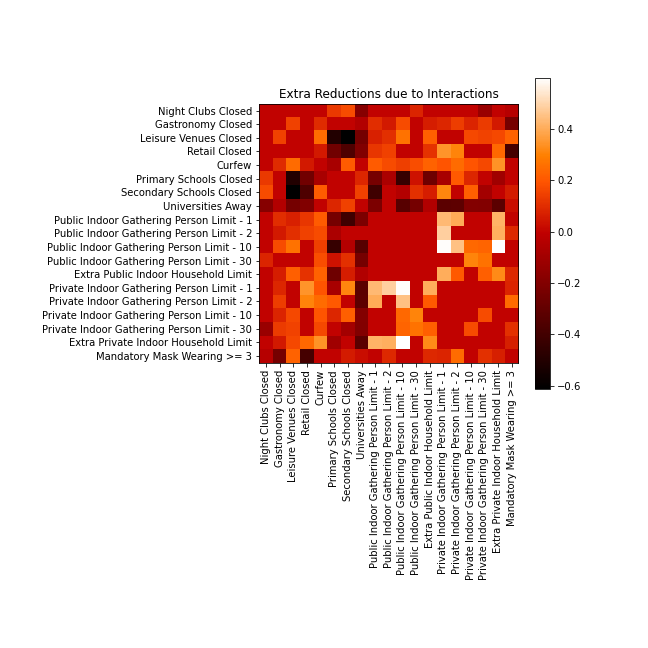 Extra Reductions due to Interactions
Night Clubs Closed
Gastronomy Closed
Leisure Venues Closed
Retail Closed
Curfew
Primary Schools Closed
Secondary Schools Closed
Universities Away
Public Indoor Gathering Person Limit - 1
Public Indoor Gathering Person Limit - 2
Public Indoor Gathering Person Limit - 10
Public Indoor Gathering Person Limit - 30
Extra Public Indoor Household Limit
Private Indoor Gathering Person Limit - 1
Private Indoor Gathering Person Limit - 2
Private Indoor Gathering Person Limit - 10
Private Indoor Gathering Person Limit - 30
Extra Private Indoor Household Limit
Mandatory Mask Wearing >= 3
Night Clubs Closed
Gastronomy Closed
Leisure Venues Closed
Retail Closed
Curfew
Primary Schools Closed
Secondary Schools Closed
Universities Away
Public Indoor Gathering Person Limit - 1
Public Indoor Gathering Person Limit - 2
Public Indoor Gathering Person Limit - 10
Public Indoor Gathering Person Limit - 30
Extra Public Indoor Household Limit
Private Indoor Gathering Person Limit - 1
Private Indoor Gathering Person Limit - 2
Private Indoor Gathering Person Limit - 10
Private Indoor Gathering Person Limit - 30
Extra Private Indoor Household Limit
Mandatory Mask Wearing >= 3
0.4
0.2
0.0
−0.2
−0.4
−0.6